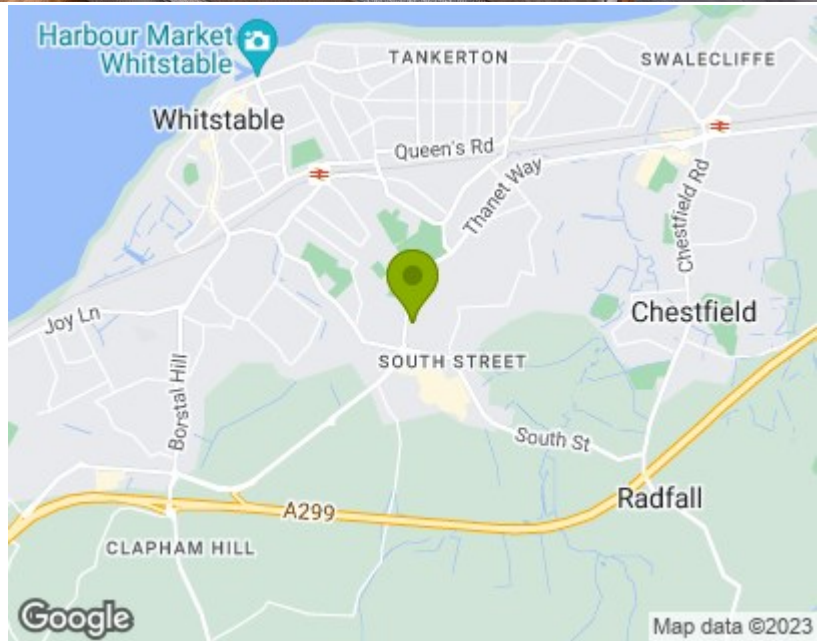 Harbour Market
Whitstable
TANKERTON
SWALECLIFFE
Whitstable
Queen's Rd
Thanet Way
Chestfield Rd
Joy Ln
Borstal Hill
Chestfield
SOUTH STREET
South St
Radfall
A299
CLAPHAM HILL
Google
Map data ©2023